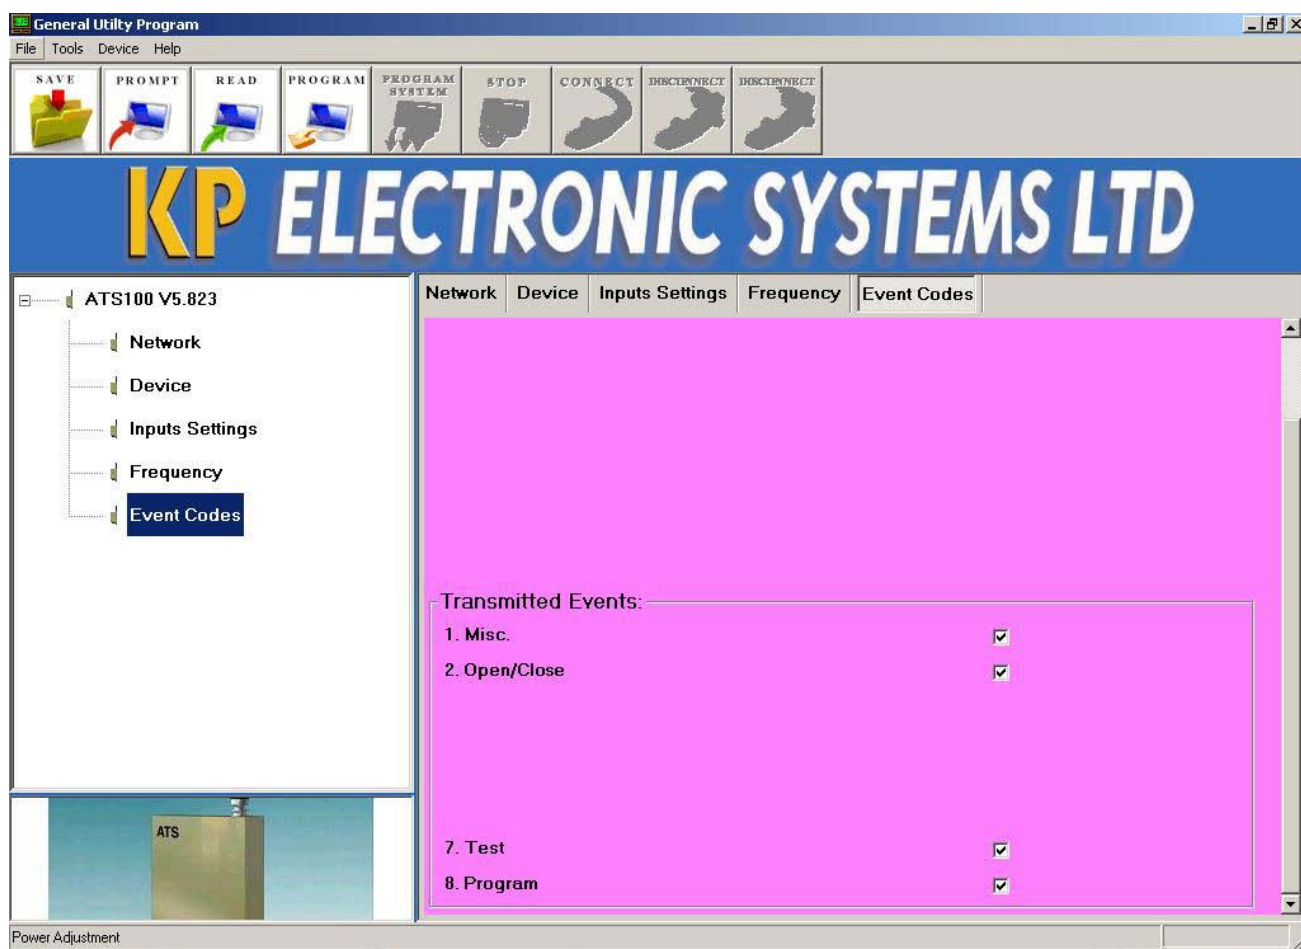 General Utilty Program
File Tools Device Help
SAVE PROMPT READ PROGRAM PROGRAM SYSTEM STOP CONNECT DISCONNECT DISCONNECT
KP ELECTRONIC SYSTEMS LTD
ATS100 V5.823
Network
Device
Inputs Settings
Frequency
Event Codes
ATS
Network Device Inputs Settings Frequency Event Codes
Transmitted Events:
1. Misc.
2. Open/Close
7. Test
8. Program
Power Adjustment